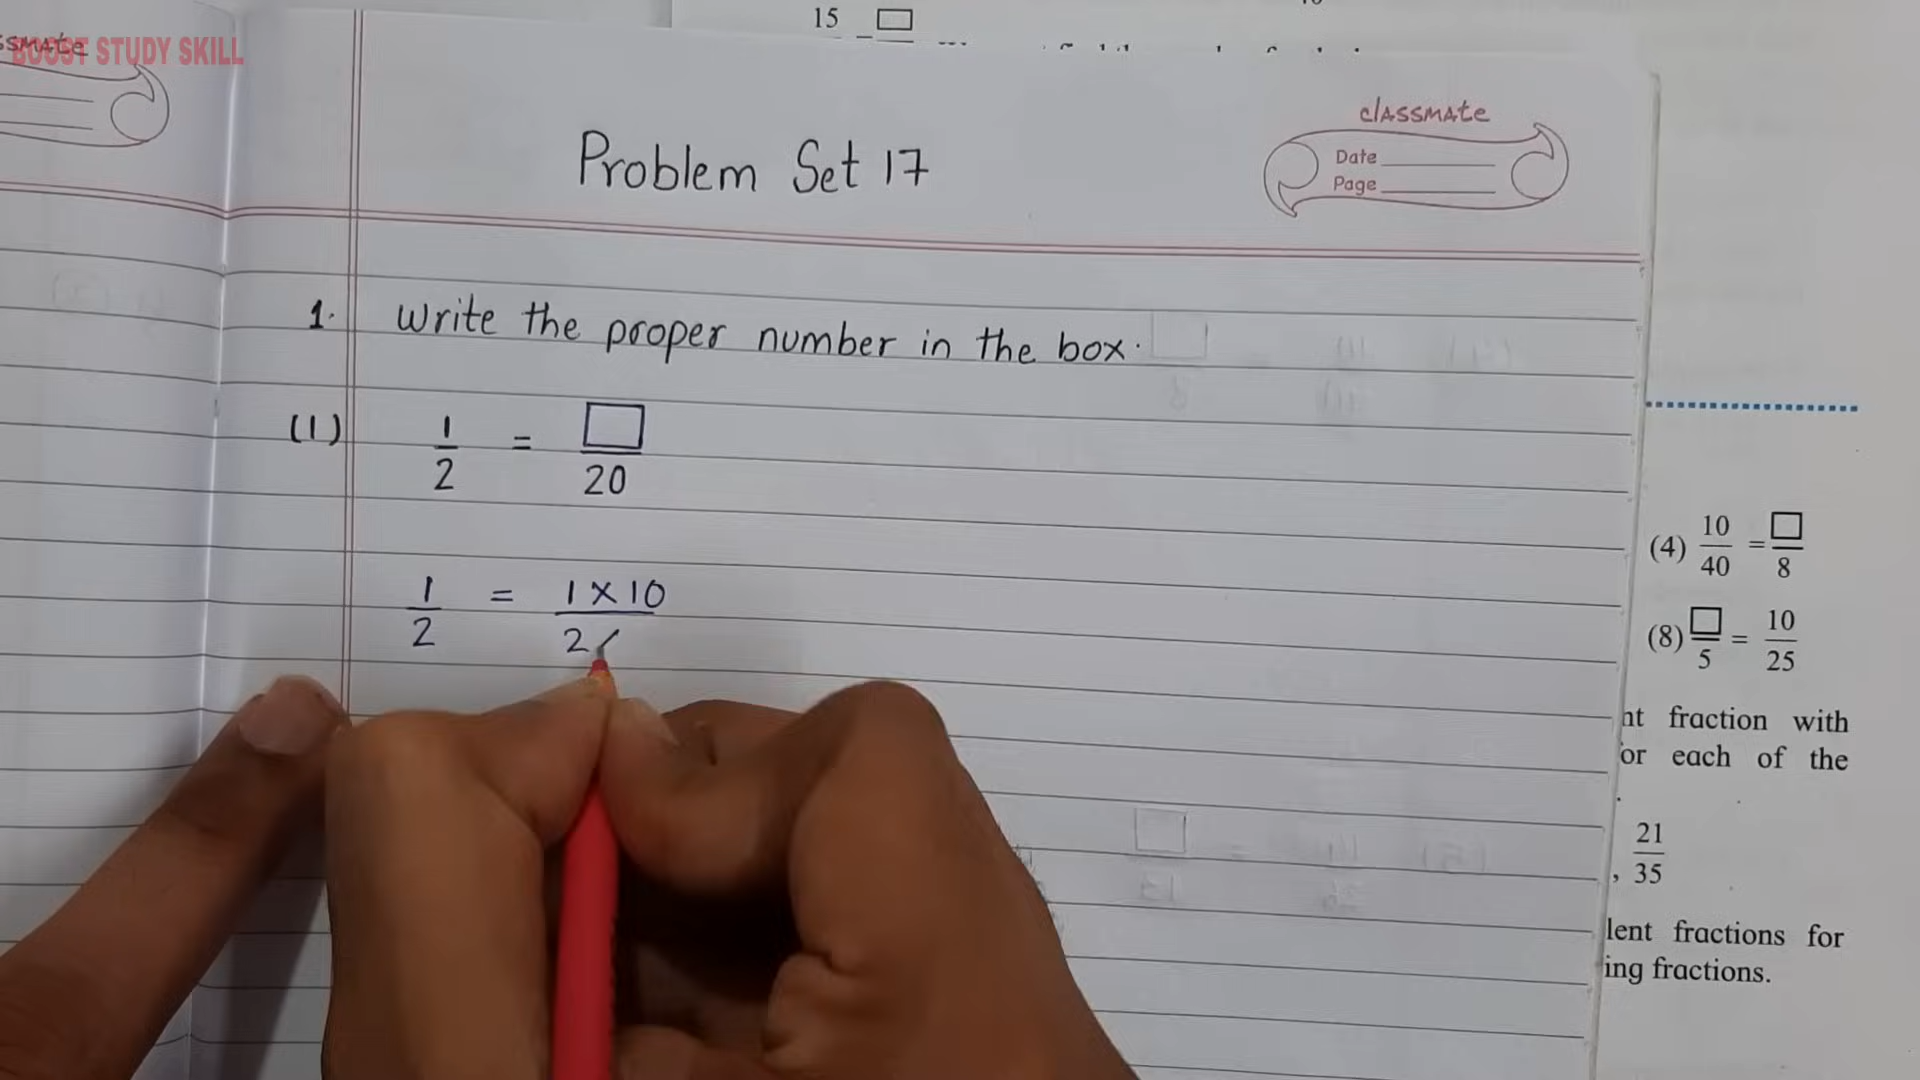 15 □
BOOST STUDY SKILL
classmate
Date
Page
Problem Set 17
1. Write the proper number in the box.
(1) 1/2 = □/20
1/2 = 1 × 10 / 2
(4) 10/40 = □/8
(8) □/5 = 10/25
nt fraction with
or each of the
.
, 21/35
lent fractions for
ing fractions.